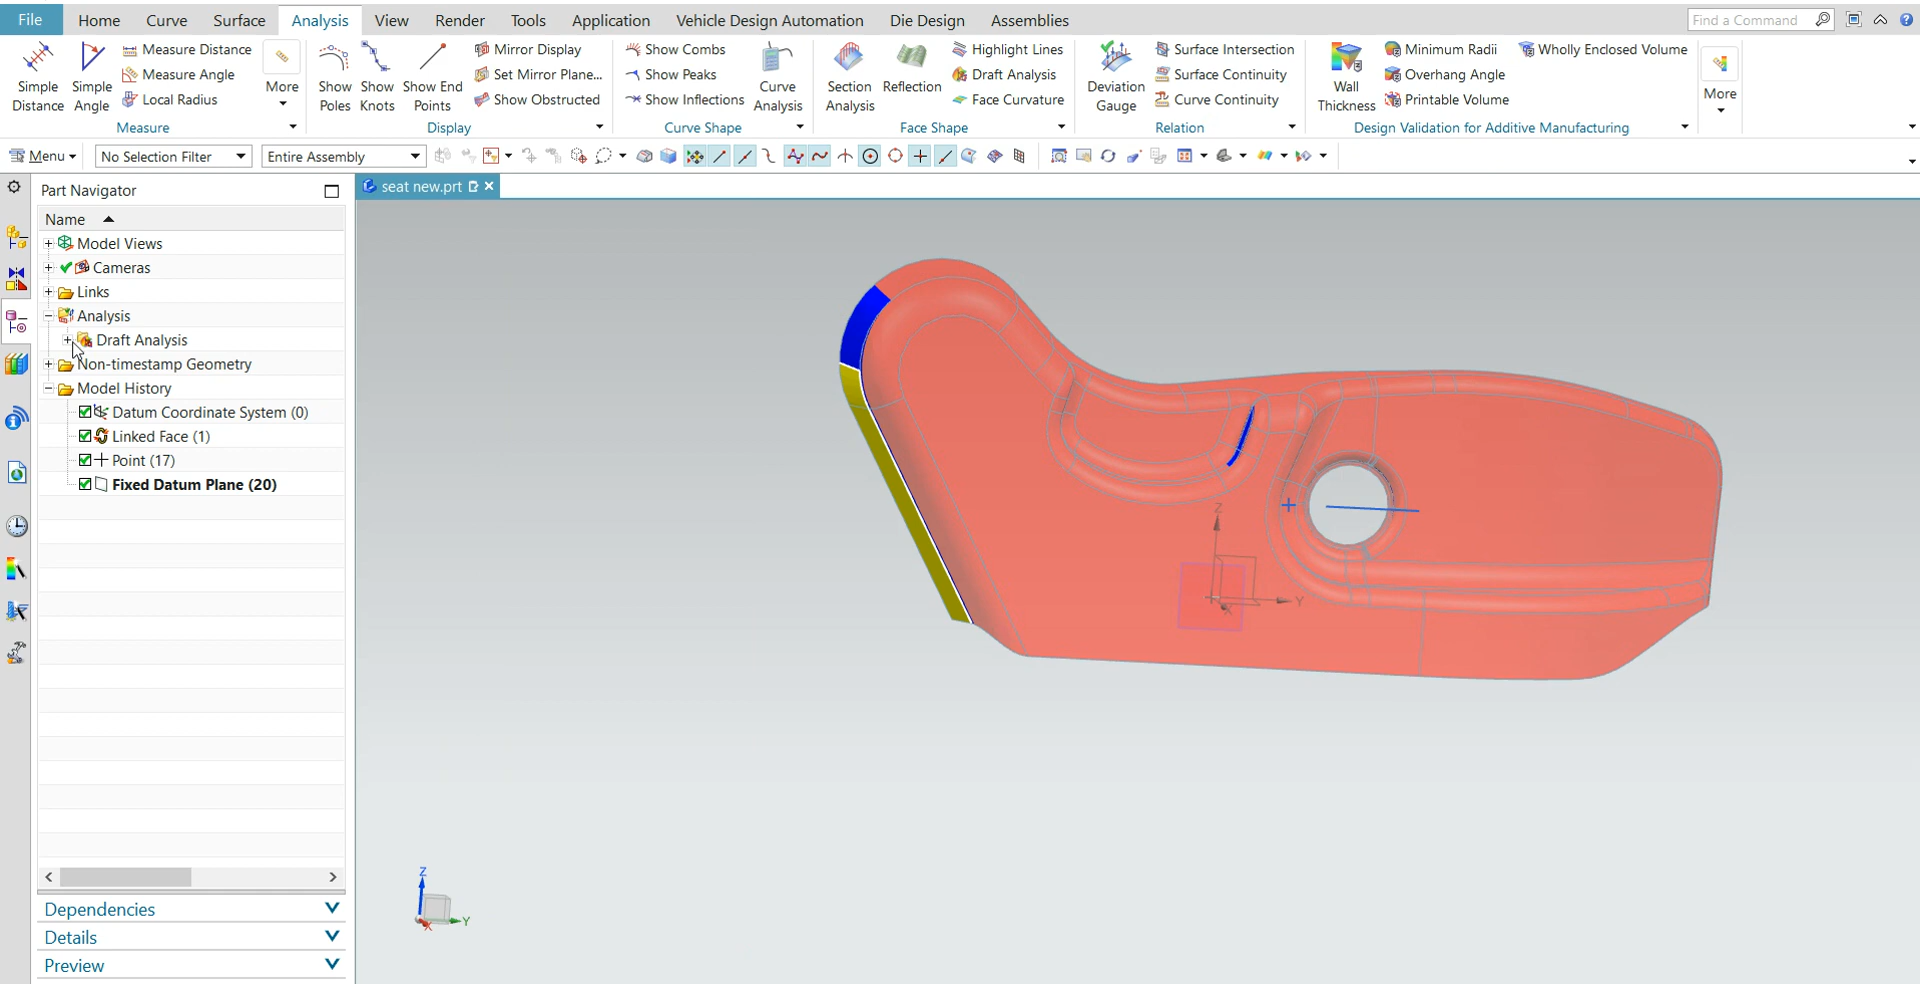 File Home Curve Surface Analysis View Render Tools Application Vehicle Design Automation Die Design Assemblies Find a Command
Simple Distance
Simple Angle
Measure Distance
Measure Angle
Local Radius
More
Measure
Show Poles
Show Knots
Show End Points
Mirror Display
Set Mirror Plane...
Show Obstructed
Display
Show Combs
Show Peaks
Show Inflections
Curve Analysis
Curve Shape
Section Analysis
Reflection
Highlight Lines
Draft Analysis
Face Curvature
Face Shape
Deviation Gauge
Surface Intersection
Surface Continuity
Curve Continuity
Relation
Wall Thickness
Minimum Radii
Overhang Angle
Printable Volume
Wholly Enclosed Volume
Design Validation for Additive Manufacturing
More
Menu No Selection Filter Entire Assembly
Part Navigator
seat new.prt
Name
Model Views
Cameras
Links
Analysis
Draft Analysis
Non-timestamp Geometry
Model History
Datum Coordinate System (0)
Linked Face (1)
Point (17)
Fixed Datum Plane (20)
Z
Y
X
Z
Y
X
Dependencies
Details
Preview